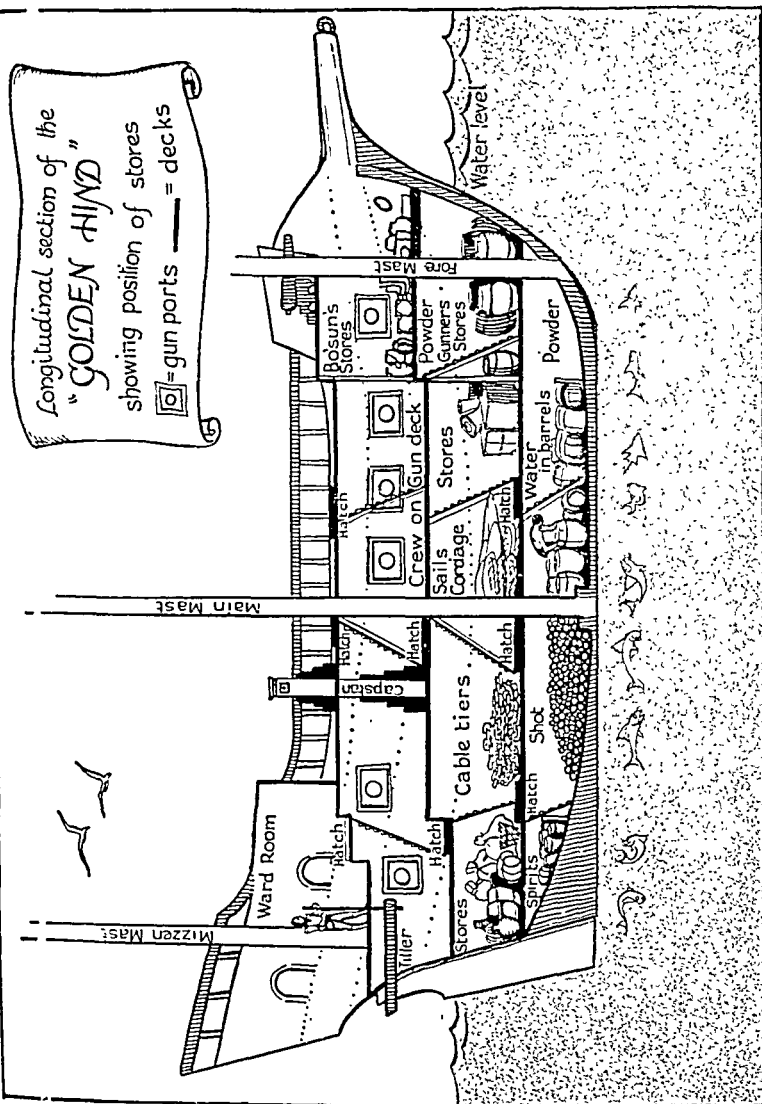 Longitudinal section of the
"GOLDEN HIND"
showing position of stores
=gun ports = decks
Mizzen Mast
Ward Room
Main Mast
Fore Mast
Capstan
Hatch
Hatch
Hatch
Bo'sun's
Stores
Tiller
Hatch
Hatch
Crew on Gun deck
Powder
Gunners
Stores
Stores
Cable tiers
Sails
Cordage
Stores
Hatch
Hatch
Hatch
Spirits
Shot
Water
in barrels
Powder
Water level